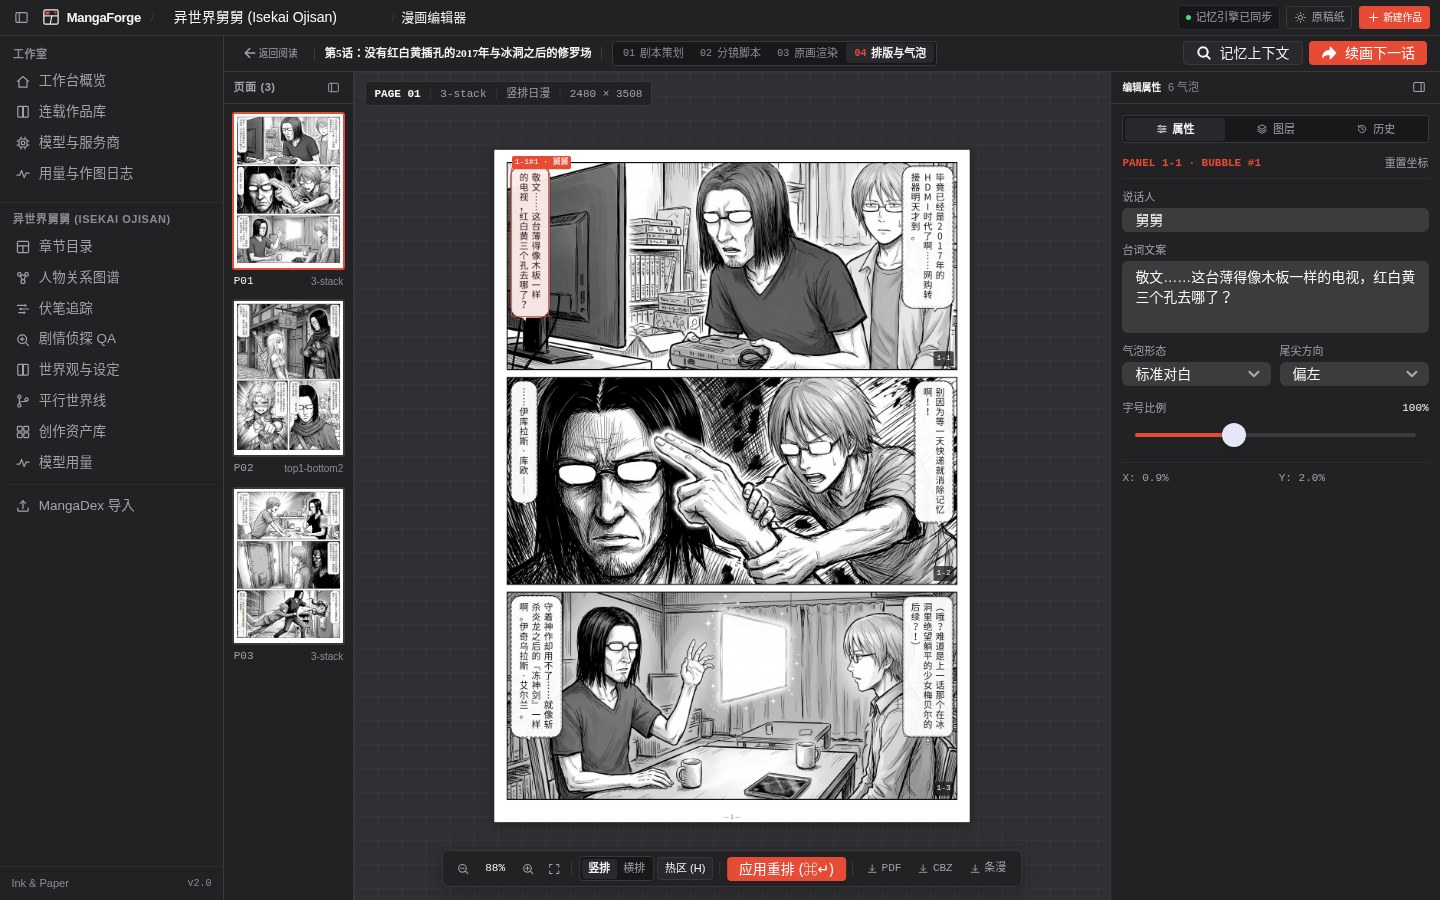 MangaForge / 异世界舅舅 (Isekai Ojisan) / 漫画编辑器
记忆引擎已同步
原稿纸
新建作品
工作室
工作台概览
连载作品库
模型与服务商
用量与作图日志
异世界舅舅 (ISEKAI OJISAN)
章节目录
人物关系图谱
伏笔追踪
剧情侦探 QA
世界观与设定
平行世界线
创作资产库
模型用量
MangaDex 导入
Ink & Paper
v2.0
返回阅读
第5话：没有红白黄插孔的2017年与冰洞之后的修罗场
01 剧本策划
02 分镜脚本
03 原画渲染
04 排版与气泡
记忆上下文
续画下一话
页面 (3)
P01
3-stack
P02
top1-bottom2
P03
3-stack
PAGE 01
3-stack
竖排日漫
2480 × 3508
1-1#1 · 舅舅
敬文……这台薄得像木板一样
的电视，红白黄三个孔去哪了？
毕竟已经是2017年的
HDMI时代了啊……网购转
接器明天才到。
1-1
……伊库拉斯·库欧——
别因为等一天快递就消除记忆
啊！！
1-2
守着神作却用不了……就像斩
杀炎龙之后的「冻神剑」一样
啊。伊奇乌拉斯·艾尔兰。
（哦？难道是上一话那个在冰
洞里绝望躺平的少女梅贝尔的
后续？！）
1-3
— 1 —
88%
竖排
横排
热区 (H)
应用重排 (⌘↵)
PDF
CBZ
条漫
编辑属性
6 气泡
属性
图层
历史
PANEL 1-1 · BUBBLE #1
重置坐标
说话人
舅舅
台词文案
敬文……这台薄得像木板一样的电视，红白黄
三个孔去哪了？
气泡形态
尾尖方向
标准对白
偏左
字号比例
100%
X: 0.9%
Y: 2.0%